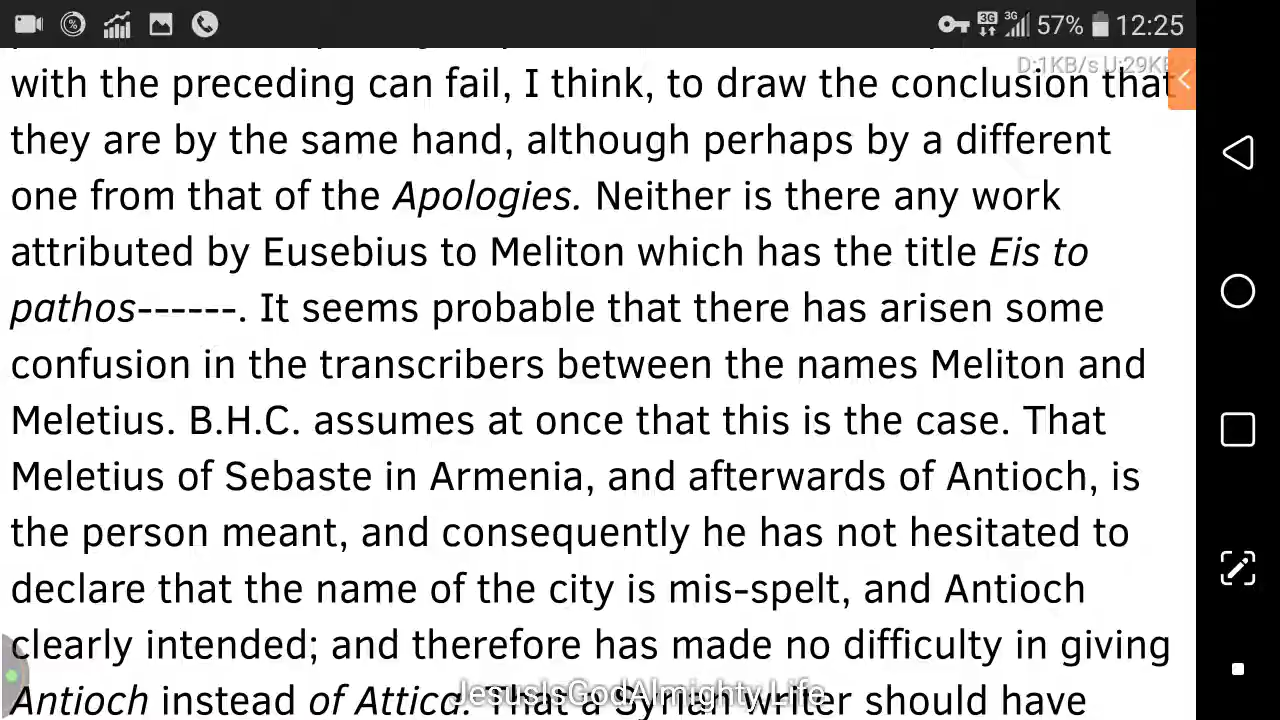 3G 3G 57% 12:25
D:1KB/s U:29KB
with the preceding can fail, I think, to draw the conclusion that
they are by the same hand, although perhaps by a different
one from that of the Apologies. Neither is there any work
attributed by Eusebius to Meliton which has the title Eis to
pathos------. It seems probable that there has arisen some
confusion in the transcribers between the names Meliton and
Meletius. B.H.C. assumes at once that this is the case. That
Meletius of Sebaste in Armenia, and afterwards of Antioch, is
the person meant, and consequently he has not hesitated to
declare that the name of the city is mis-spelt, and Antioch
clearly intended; and therefore has made no difficulty in giving
Antioch instead of Attica. That a Syrian writer should have
JesusIsGodAlmighty.Life